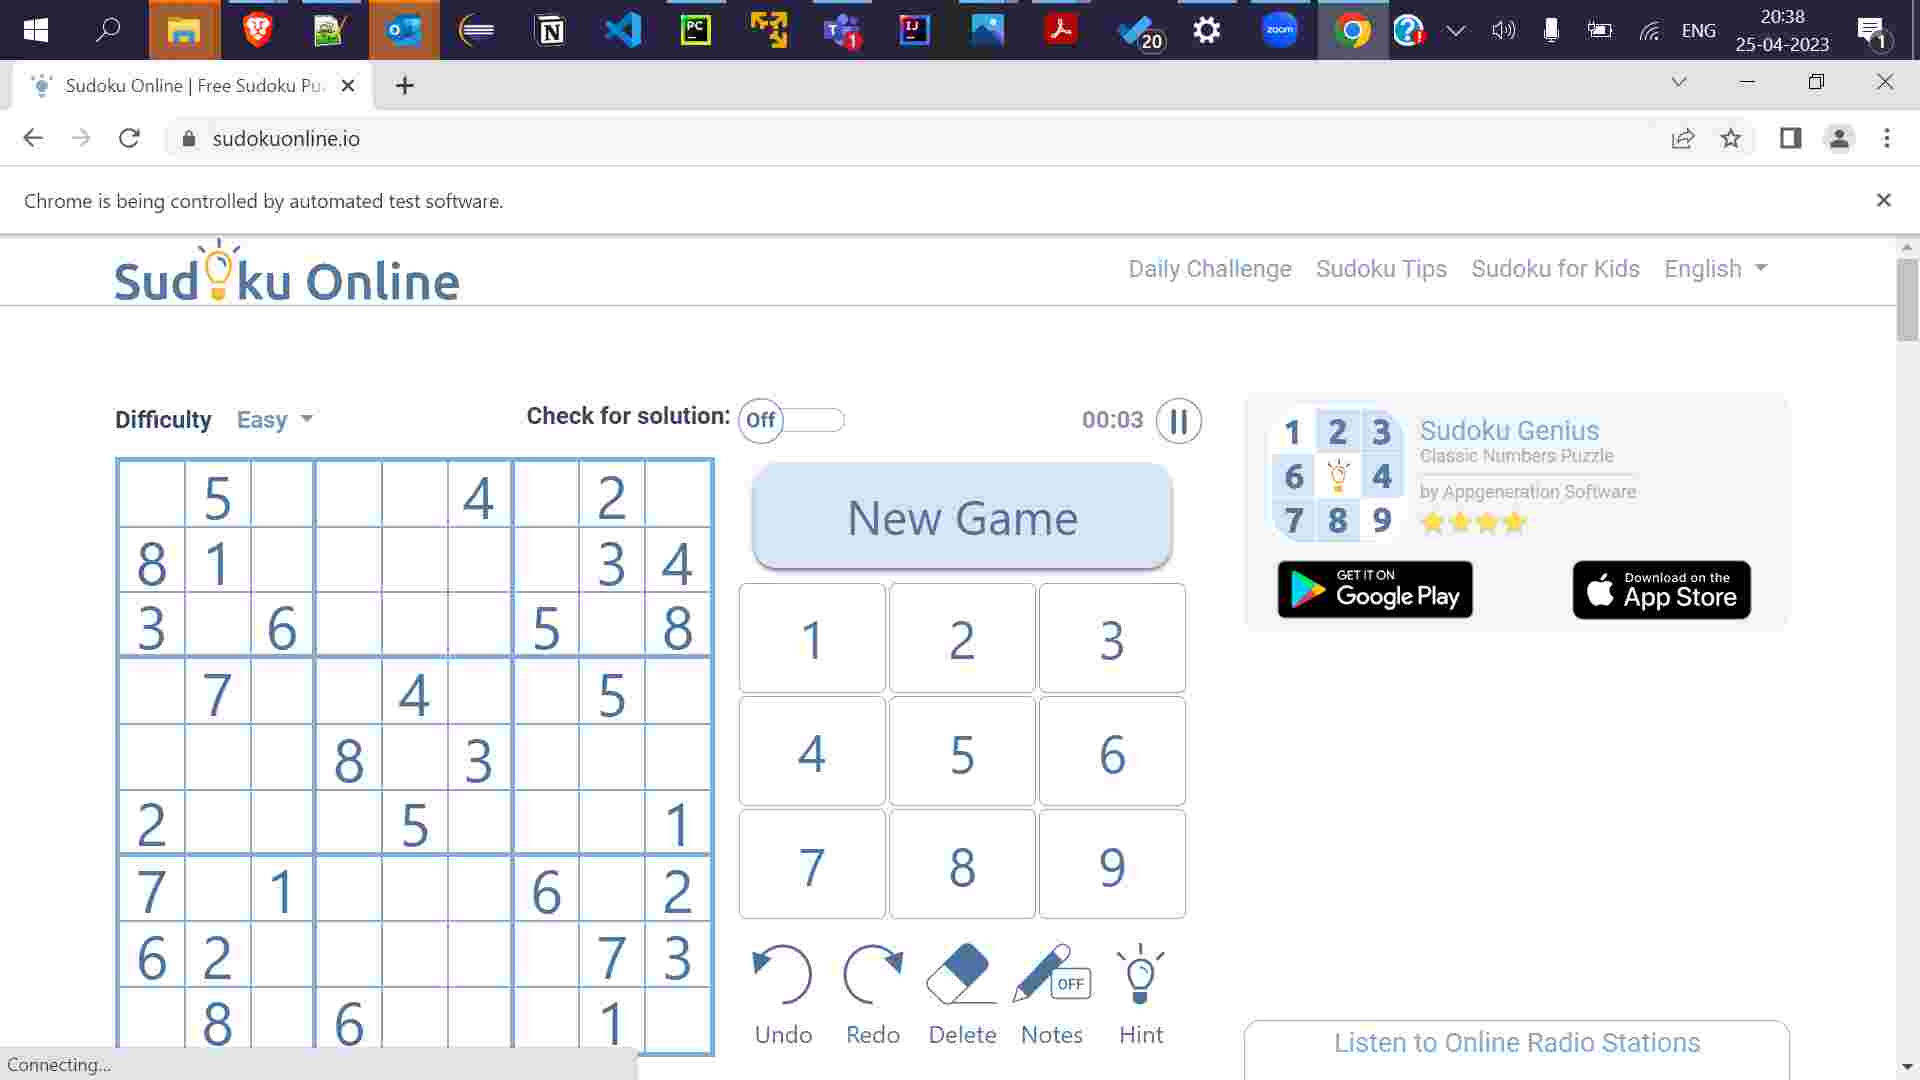 20
ENG
20:38
25-04-2023
1
1
PC
IJ
N
zoom
Sudoku Online | Free Sudoku Pu
sudokuonline.io
Chrome is being controlled by automated test software.
Sudoku Online
Daily Challenge Sudoku Tips Sudoku for Kids English
Difficulty Easy Check for solution: Off 00:03
5 4 2
8 1 3 4
3 6 5 8
7 4 5
8 3
2 5 1
7 1 6 2
6 2 7 3
8 6 1
New Game
1 2 3
4 5 6
7 8 9
OFF
Undo Redo Delete Notes Hint
1 2 3
6 4
7 8 9
Sudoku Genius
Classic Numbers Puzzle
by Appgeneration Software
GET IT ON
Google Play
Download on the
App Store
Listen to Online Radio Stations
Connecting...